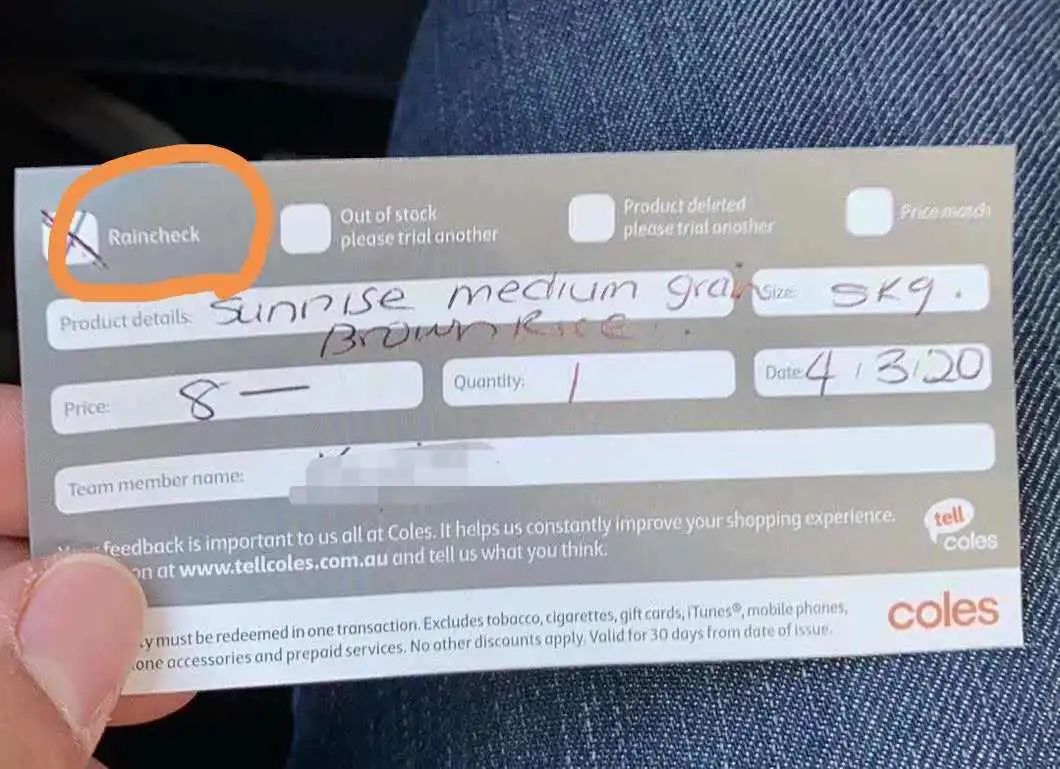 Raincheck
Out of stock
please trial another
Product deleted
please trial another
Price match
Product details: Sunrise medium grain
Brown Rice.
Size: 5kg.
Price: 8—
Quantity: 1
Date: 4/3/20
Team member name:
feedback is important to us all at Coles. It helps us constantly improve your shopping experience.
on at www.tellcoles.com.au and tell us what you think.
tell
coles
must be redeemed in one transaction. Excludes tobacco, cigarettes, gift cards, iTunes®, mobile phones,
accessories and prepaid services. No other discounts apply. Valid for 30 days from date of issue.
coles